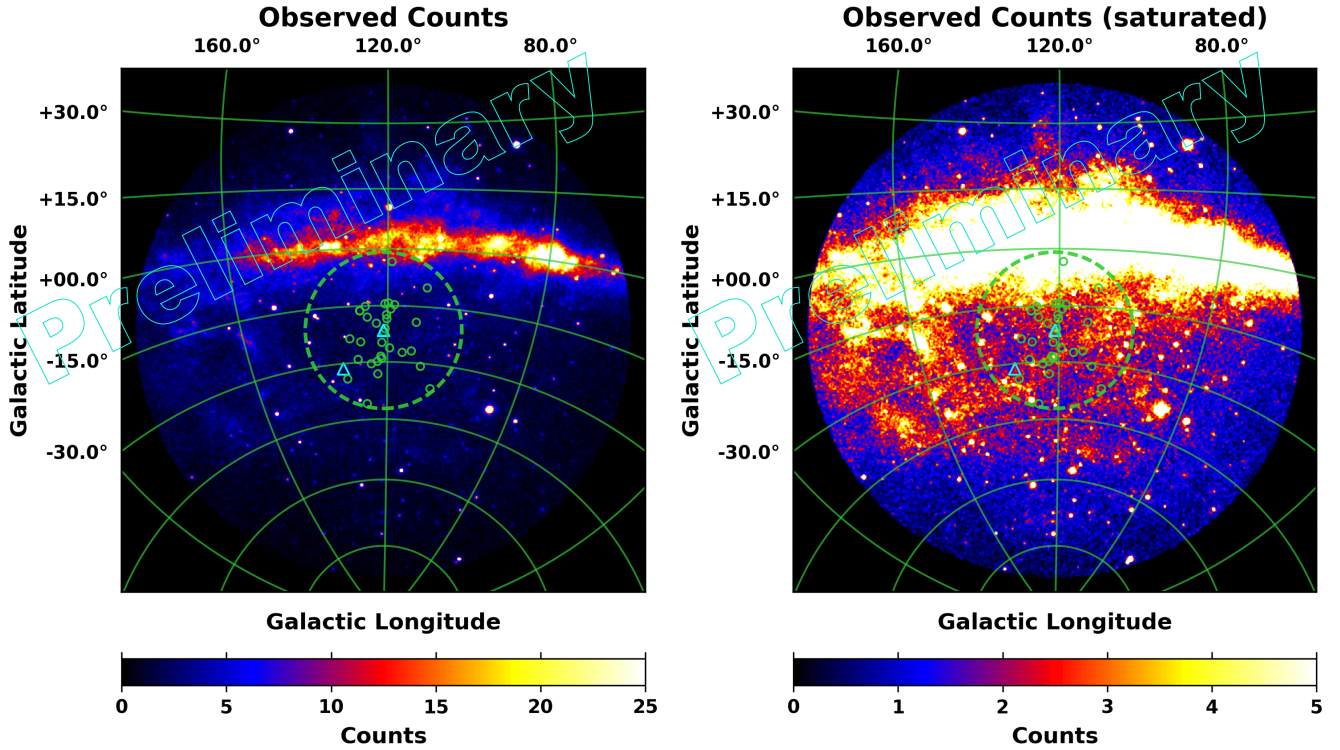 Observed Counts
160.0° 120.0° 80.0°
+30.0°
+15.0°
+00.0°
-15.0°
-30.0°
Galactic Latitude
Preliminary
Galactic Longitude
0 5 10 15 20 25
Counts
Observed Counts (saturated)
160.0° 120.0° 80.0°
+30.0°
+15.0°
+00.0°
-15.0°
-30.0°
Galactic Latitude
Preliminary
Galactic Longitude
0 1 2 3 4 5
Counts